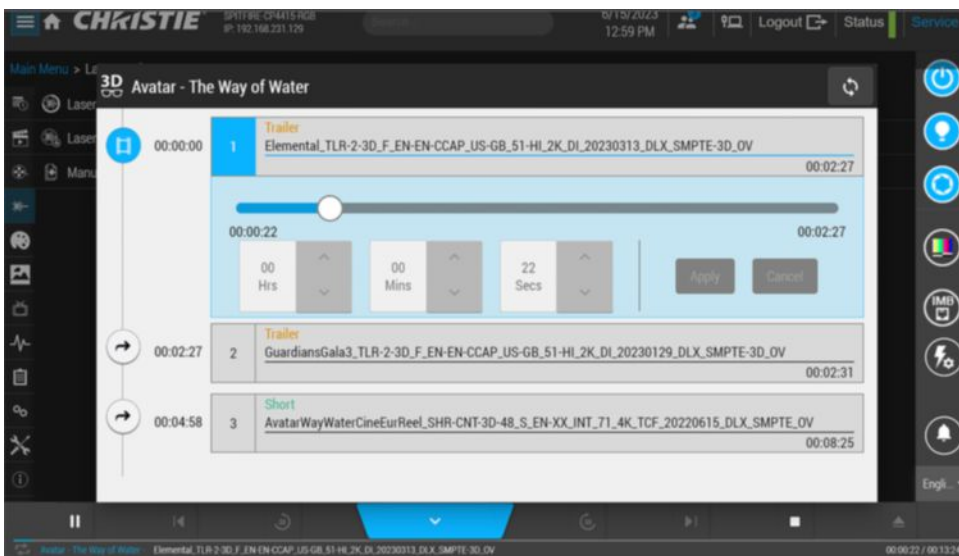 CHRISTIE
SPITFIRE-CP4415-RGB
IP: 192.168.231.129
Search
6/15/2023
12:59 PM
Logout
Status
Service
Main Menu > La
3D Avatar - The Way of Water
Laser
Laser
Manu
00:00:00
1
Trailer
Elemental_TLR-2-3D_F_EN-EN-CCAP_US-GB_51-HI_2K_DI_20230313_DLX_SMPTE-3D_OV
00:02:27
00:00:22
00:02:27
00
Hrs
00
Mins
22
Secs
Apply
Cancel
00:02:27
2
Trailer
GuardiansGala3_TLR-2-3D_F_EN-EN-CCAP_US-GB_51-HI_2K_DI_20230129_DLX_SMPTE-3D_OV
00:02:31
00:04:58
3
Short
AvatarWayWaterCineEurReel_SHR-CNT-3D-48_S_EN-XX_INT_71_4K_TCF_20220615_DLX_SMPTE_OV
00:08:25
IMB
Engli...
Avatar - The Way of Water
Elemental_TLR-2-3D_F_EN-EN-CCAP_US-GB_51-HI_2K_DI_20230313_DLX_SMPTE-3D_OV
00:00:22 / 00:13:24